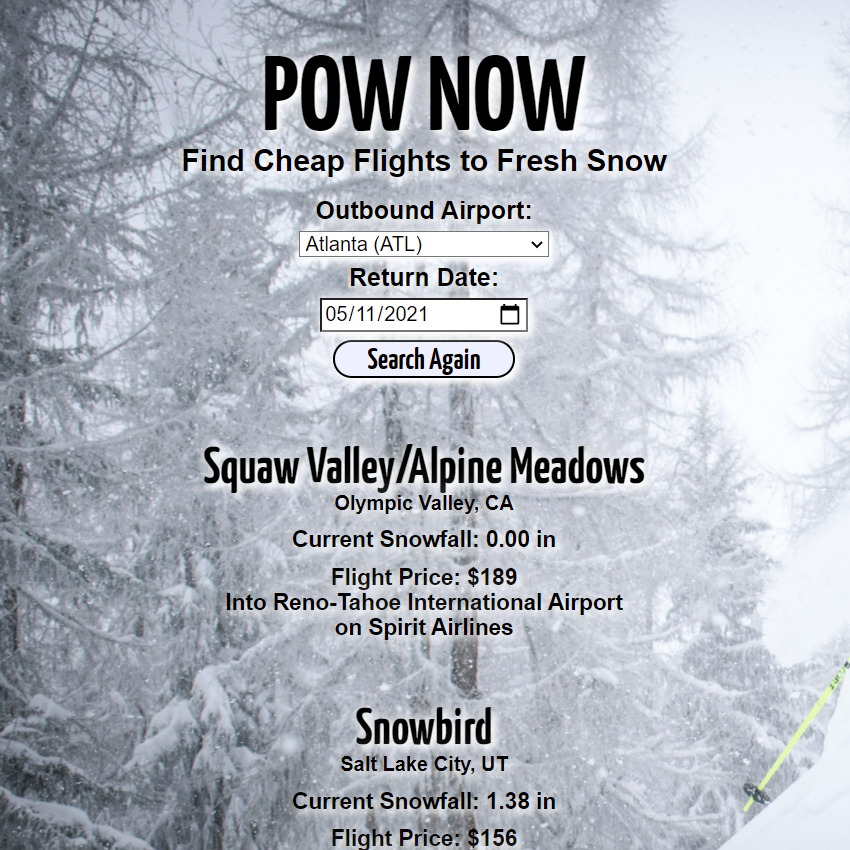 POW NOW
Find Cheap Flights to Fresh Snow
Outbound Airport:
Atlanta (ATL)
Return Date:
05/11/2021
Search Again
Squaw Valley/Alpine Meadows
Olympic Valley, CA
Current Snowfall: 0.00 in
Flight Price: $189
Into Reno-Tahoe International Airport
on Spirit Airlines
Snowbird
Salt Lake City, UT
Current Snowfall: 1.38 in
Flight Price: $156